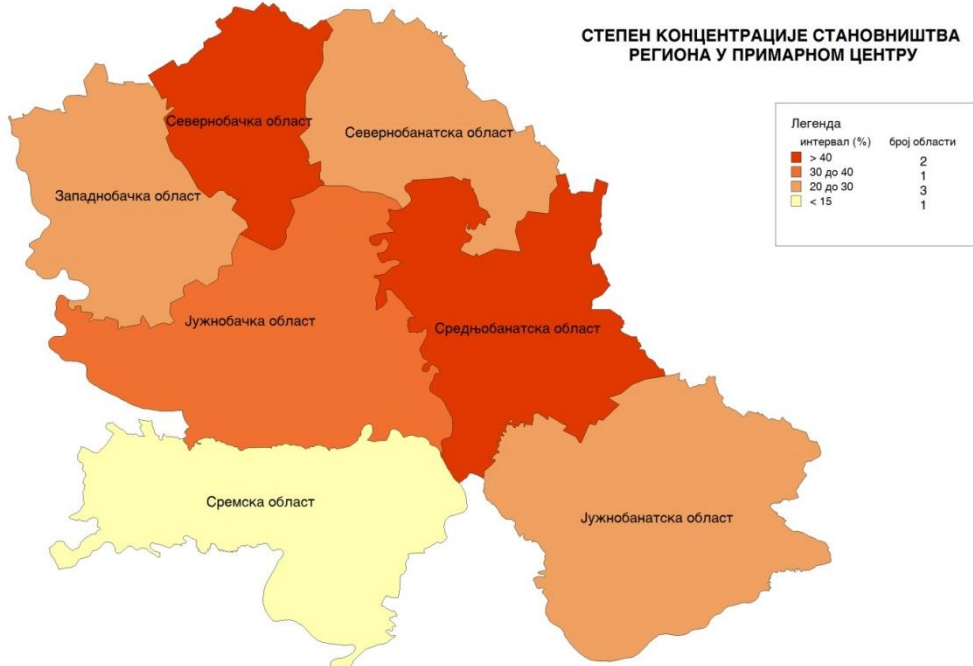 СТЕПЕН КОНЦЕНТРАЦИЈЕ СТАНОВНИШТВА
РЕГИОНА У ПРИМАРНОМ ЦЕНТРУ
Легенда
интервал (%) број области
> 40 2
30 до 40 1
20 до 30 3
< 15 1
Севернобачка област
Севернобанатска област
Западнобачка област
Јужнобачка област
Средњобанатска област
Сремска област
Јужнобанатска област